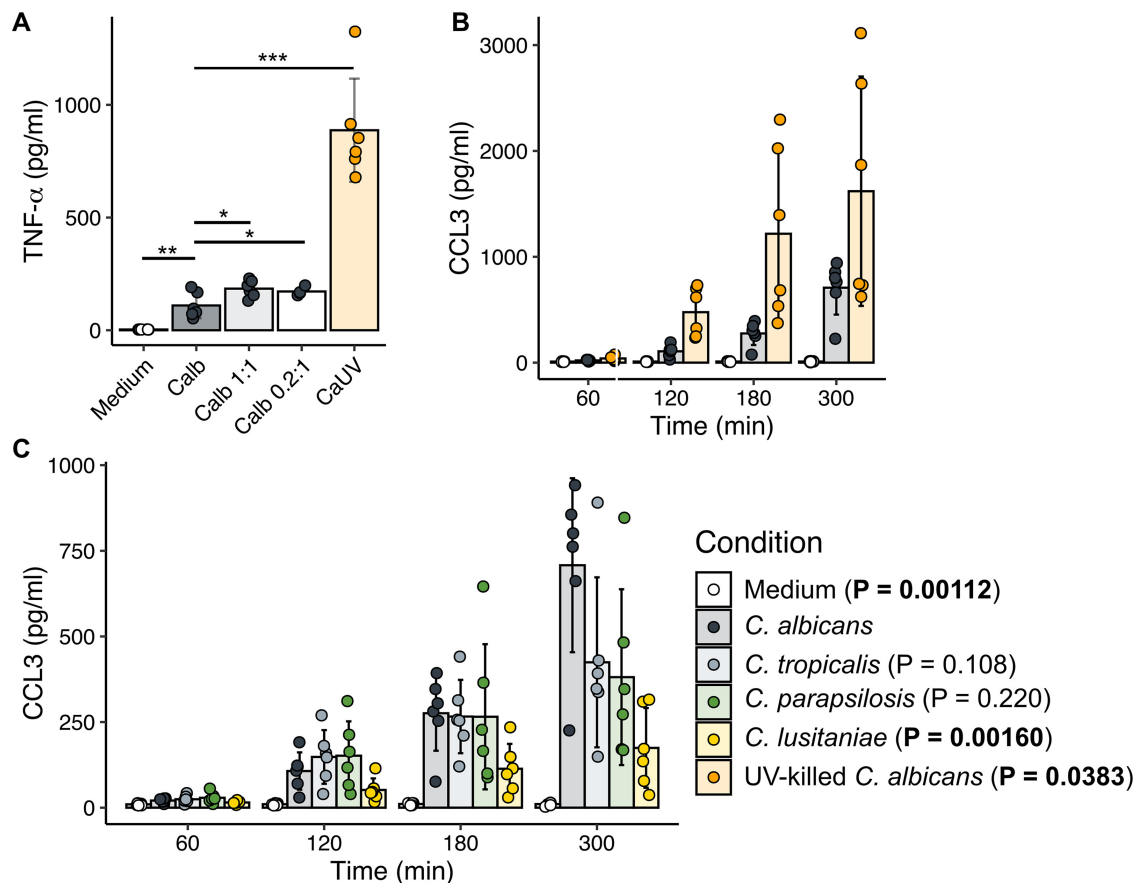 A
TNF-α (pg/ml)
1000
500
0
***
*
*
**
Medium
Calb
Calb 1:1
Calb 0.2:1
CaUV
B
CCL3 (pg/ml)
3000
2000
1000
0
60 120 180 300
Time (min)
C
CCL3 (pg/ml)
1000
750
500
250
0
60 120 180 300
Time (min)
Condition
Medium (P = 0.00112)
C. albicans
C. tropicalis (P = 0.108)
C. parapsilosis (P = 0.220)
C. lusitaniae (P = 0.00160)
UV-killed C. albicans (P = 0.0383)